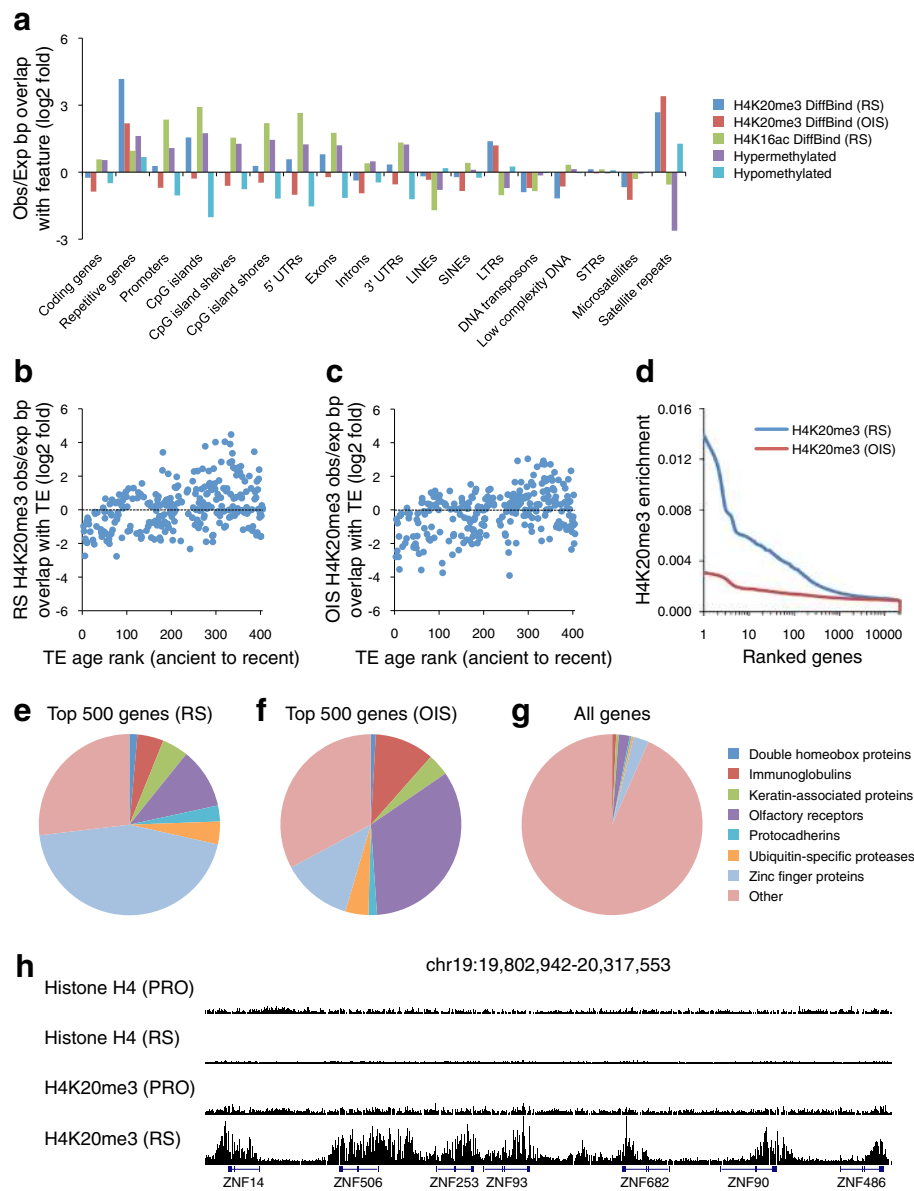 a
Obs/Exp bp overlap
with feature (log2 fold)
6
3
0
-3
H4K20me3 DiffBind (RS)
H4K20me3 DiffBind (OIS)
H4K16ac DiffBind (RS)
Hypermethylated
Hypomethylated
Coding genes
Repetitive genes
Promoters
CpG islands
CpG island shelves
CpG island shores
5' UTRs
Exons
Introns
3' UTRs
LINEs
SINEs
LTRs
DNA transposons
Low complexity DNA
STRs
Microsatellites
Satellite repeats
b
RS H4K20me3 obs/exp bp
overlap with TE (log2 fold)
6
4
2
0
-2
-4
-6
0 100 200 300 400
TE age rank (ancient to recent)
c
OIS H4K20me3 obs/exp bp
overlap with TE (log2 fold)
6
4
2
0
-2
-4
-6
0 100 200 300 400
TE age rank (ancient to recent)
d
H4K20me3 enrichment
0.016
0.012
0.008
0.004
0.000
H4K20me3 (RS)
H4K20me3 (OIS)
1 10 100 1000 10000
Ranked genes
e
Top 500 genes (RS)
f
Top 500 genes (OIS)
g
All genes
Double homeobox proteins
Immunoglobulins
Keratin-associated proteins
Olfactory receptors
Protocadherins
Ubiquitin-specific proteases
Zinc finger proteins
Other
h
chr19:19,802,942-20,317,553
Histone H4 (PRO)
Histone H4 (RS)
H4K20me3 (PRO)
H4K20me3 (RS)
ZNF14 ZNF506 ZNF253 ZNF93 ZNF682 ZNF90 ZNF486